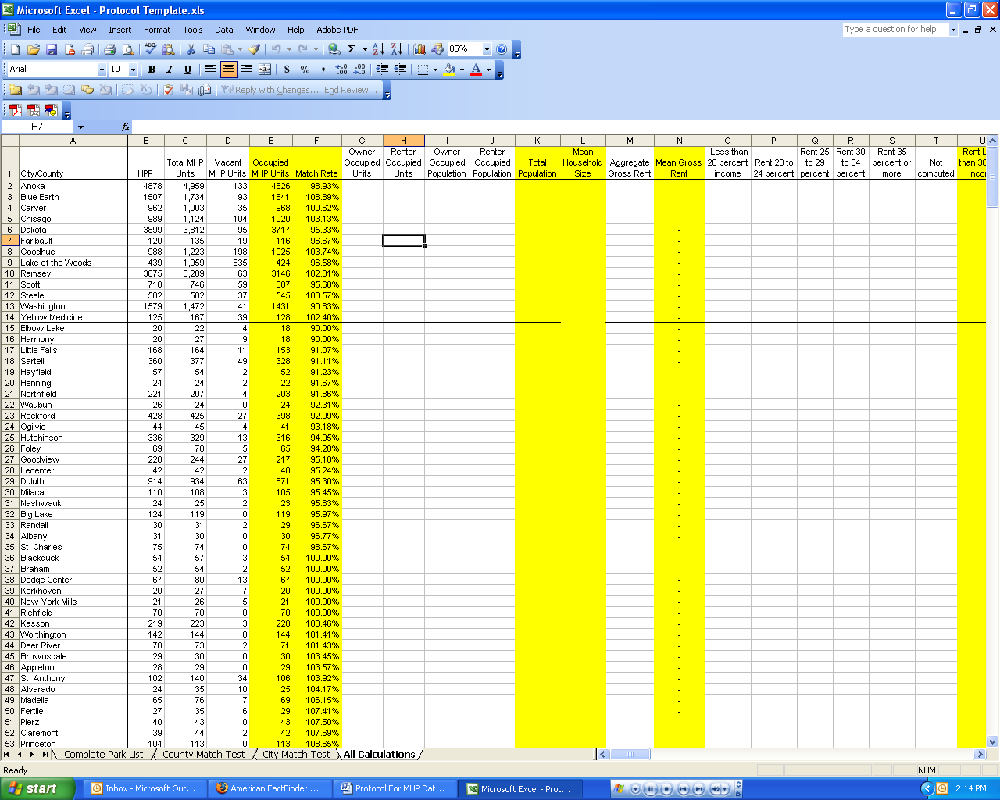 Microsoft Excel - Protocol Template.xls
File Edit View Insert Format Tools Data Window Help Adobe PDF
Type a question for help
85%
Arial 10 B I U $ % ,
Reply with Changes... End Review...
H7 fx
A B C D E F G H I J K L M N O P Q R S T U
1 City/County HPP Total MHP Units Vacant MHP Units Occupied MHP Units Match Rate Owner Occupied Units Renter Occupied Units Owner Occupied Population Renter Occupied Population Total Population Mean Household Size Aggregate Gross Rent Mean Gross Rent Less than 20 percent income Rent 20 to 24 percent Rent 25 to 29 percent Rent 30 to 34 percent Rent 35 percent or more Not computed Rent L than 30 Inco
2 Anoka 4878 4,959 133 4826 98.93% -
3 Blue Earth 1507 1,734 93 1641 108.89% -
4 Carver 962 1,003 35 968 100.62% -
5 Chisago 989 1,124 104 1020 103.13% -
6 Dakota 3899 3,812 95 3717 95.33% -
7 Faribault 120 135 19 116 96.67% -
8 Goodhue 988 1,223 198 1025 103.74% -
9 Lake of the Woods 439 1,059 635 424 96.58% -
10 Ramsey 3075 3,209 63 3146 102.31% -
11 Scott 718 746 59 687 95.68% -
12 Steele 502 582 37 545 108.57% -
13 Washington 1579 1,472 41 1431 90.63% -
14 Yellow Medicine 125 167 39 128 102.40% -
15 Elbow Lake 20 22 4 18 90.00% -
16 Harmony 20 27 9 18 90.00% -
17 Little Falls 168 164 11 153 91.07% -
18 Sartell 360 377 49 328 91.11% -
19 Hayfield 57 54 2 52 91.23% -
20 Henning 24 24 2 22 91.67% -
21 Northfield 221 207 4 203 91.86% -
22 Waubun 26 24 0 24 92.31% -
23 Rockford 428 425 27 398 92.99% -
24 Ogilvie 44 45 4 41 93.18% -
25 Hutchinson 336 329 13 316 94.05% -
26 Foley 69 70 5 65 94.20% -
27 Goodview 228 244 27 217 95.18% -
28 Lecenter 42 42 2 40 95.24% -
29 Duluth 914 934 63 871 95.30% -
30 Milaca 110 108 3 105 95.45% -
31 Nashwauk 24 25 2 23 95.83% -
32 Big Lake 124 119 0 119 95.97% -
33 Randall 30 31 2 29 96.67% -
34 Albany 31 30 0 30 96.77% -
35 St. Charles 75 74 0 74 98.67% -
36 Blackduck 54 57 3 54 100.00% -
37 Braham 52 54 2 52 100.00% -
38 Dodge Center 67 80 13 67 100.00% -
39 Kerkhoven 20 27 7 20 100.00% -
40 New York Mills 21 26 5 21 100.00% -
41 Richfield 70 70 0 70 100.00% -
42 Kasson 219 223 3 220 100.46% -
43 Worthington 142 144 0 144 101.41% -
44 Deer River 70 73 2 71 101.43% -
45 Brownsdale 29 30 0 30 103.45% -
46 Appleton 28 29 0 29 103.57% -
47 St. Anthony 102 140 34 106 103.92% -
48 Alvarado 24 35 10 25 104.17% -
49 Madelia 65 76 7 69 106.15% -
50 Fertile 27 35 6 29 107.41% -
51 Pierz 40 43 0 43 107.50% -
52 Claremont 39 44 2 42 107.69% -
53 Princeton 104 113 0 113 108.65% -
Complete Park List County Match Test City Match Test All Calculations
Ready NUM
start Inbox - Microsoft Out... American FactFinder ... Protocol For MHP Dat... Microsoft Excel - Prot... 2:14 PM